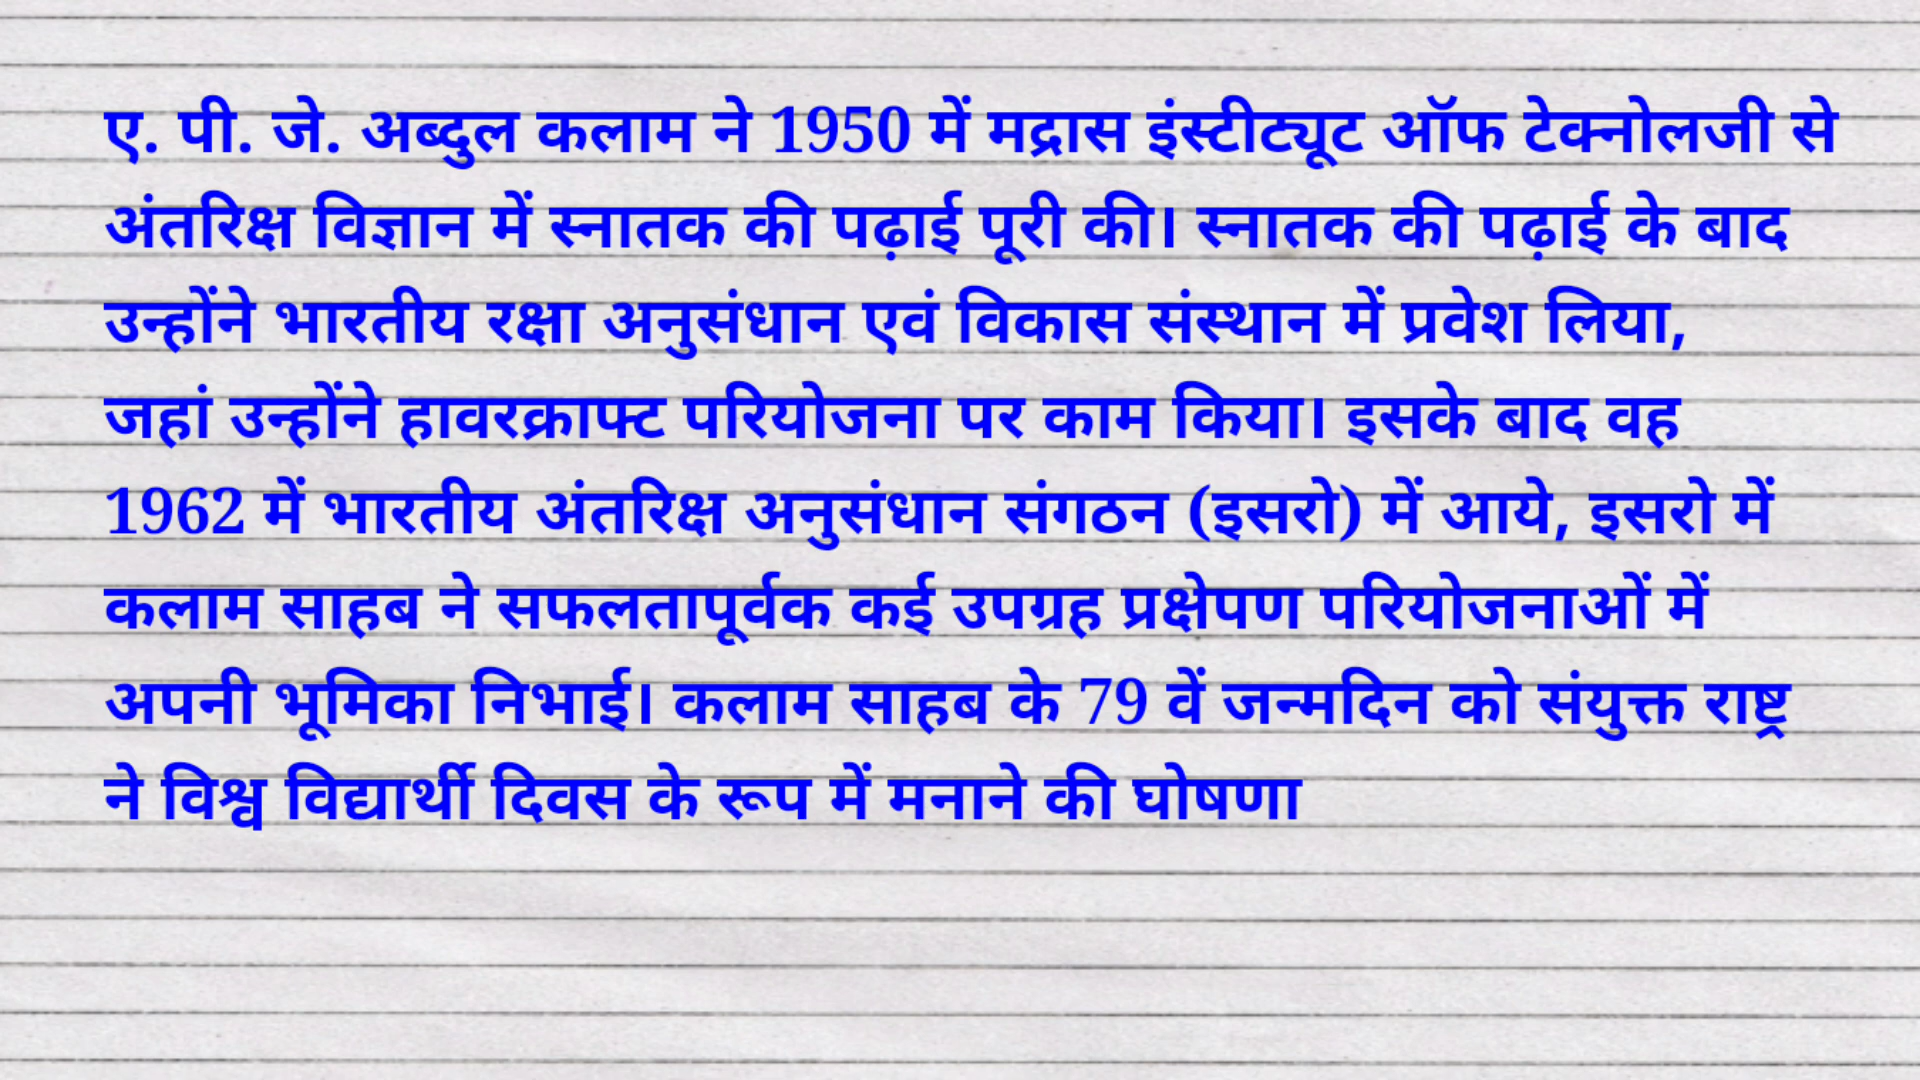 ए. पी. जे. अब्दुल कलाम ने 1950 में मद्रास इंस्टीट्यूट ऑफ टेक्नोलजी से
अंतरिक्ष विज्ञान में स्नातक की पढ़ाई पूरी की। स्नातक की पढ़ाई के बाद
उन्होंने भारतीय रक्षा अनुसंधान एवं विकास संस्थान में प्रवेश लिया,
जहां उन्होंने हावरक्राफ्ट परियोजना पर काम किया। इसके बाद वह
1962 में भारतीय अंतरिक्ष अनुसंधान संगठन (इसरो) में आये, इसरो में
कलाम साहब ने सफलतापूर्वक कई उपग्रह प्रक्षेपण परियोजनाओं में
अपनी भूमिका निभाई। कलाम साहब के 79 वें जन्मदिन को संयुक्त राष्ट्र
ने विश्व विद्यार्थी दिवस के रूप में मनाने की घोषणा